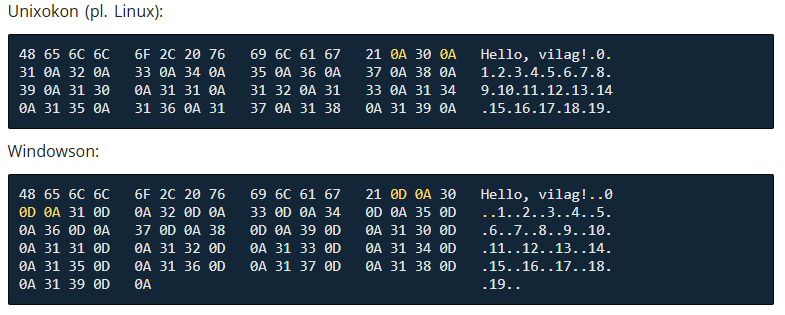 Unixokon (pl. Linux):
48 65 6C 6C   6F 2C 20 76   69 6C 61 67   21 0A 30 0A   Hello, vilag!.0.
31 0A 32 0A   33 0A 34 0A   35 0A 36 0A   37 0A 38 0A   1.2.3.4.5.6.7.8.
39 0A 31 30   0A 31 31 0A   31 32 0A 31   33 0A 31 34   9.10.11.12.13.14
0A 31 35 0A   31 36 0A 31   37 0A 31 38   0A 31 39 0A   .15.16.17.18.19.
Windowson:
48 65 6C 6C   6F 2C 20 76   69 6C 61 67   21 0D 0A 30   Hello, vilag!..0
0D 0A 31 0D   0A 32 0D 0A   33 0D 0A 34   0D 0A 35 0D   ..1..2..3..4..5.
0A 36 0D 0A   37 0D 0A 38   0D 0A 39 0D   0A 31 30 0D   .6..7..8..9..10.
0A 31 31 0D   0A 31 32 0D   0A 31 33 0D   0A 31 34 0D   .11..12..13..14.
0A 31 35 0D   0A 31 36 0D   0A 31 37 0D   0A 31 38 0D   .15..16..17..18.
0A 31 39 0D   0A   .19..